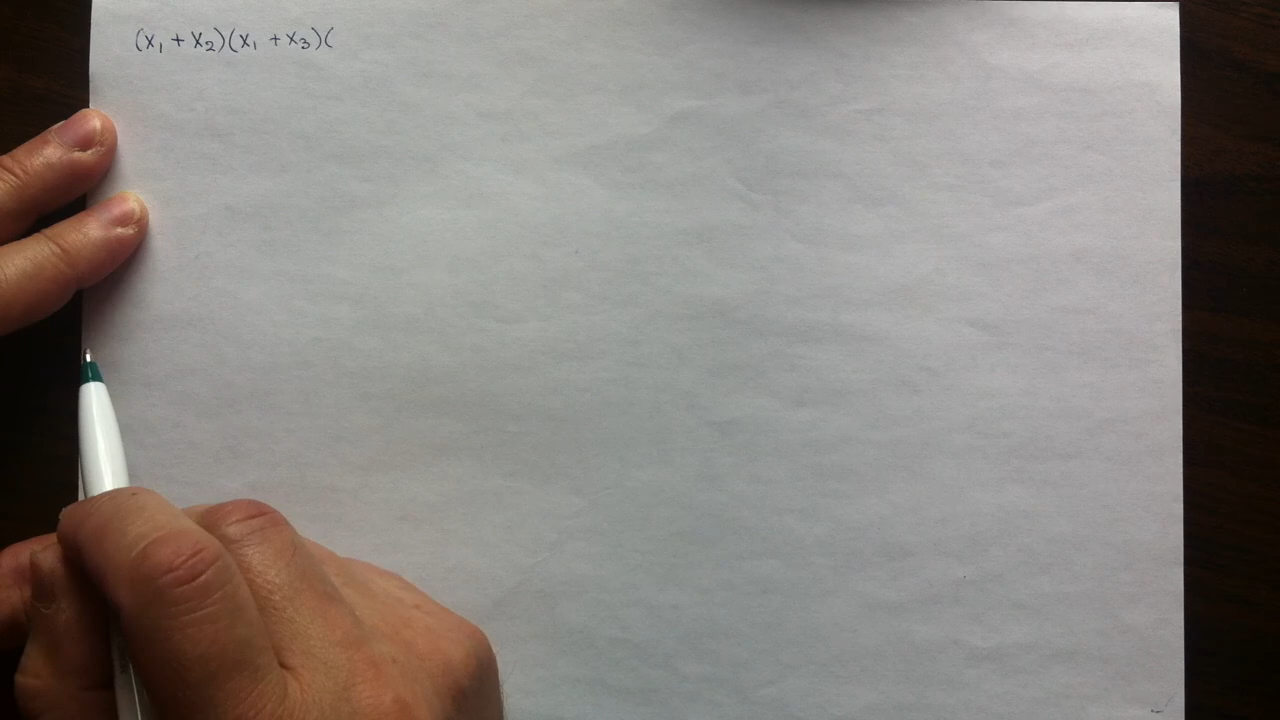 (x₁ + x₂)(x₁ + x₃)(